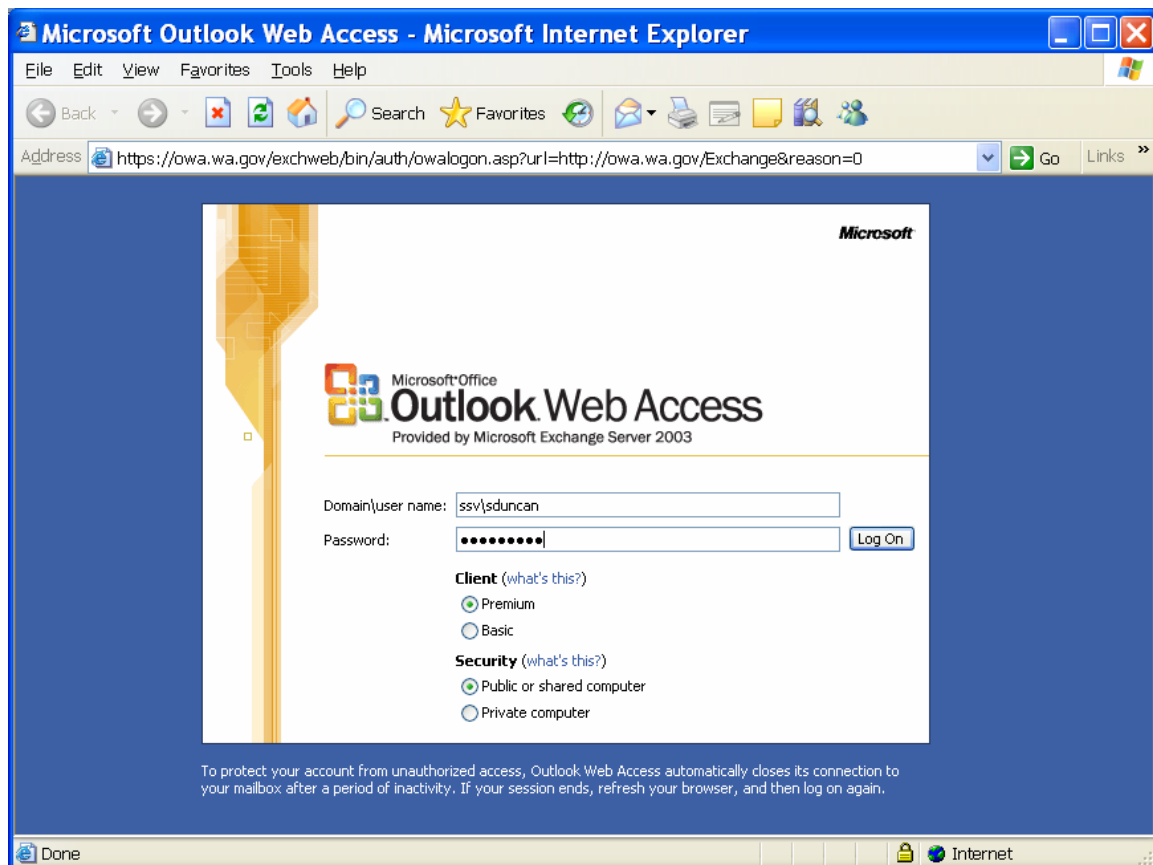 Microsoft Outlook Web Access - Microsoft Internet Explorer
File Edit View Favorites Tools Help
Back Search Favorites
Address https://owa.wa.gov/exchweb/bin/auth/owalogon.asp?url=http://owa.wa.gov/Exchange&reason=0 Go Links »
Microsoft
Microsoft Office
Outlook Web Access
Provided by Microsoft Exchange Server 2003
Domain\user name: ssv\sduncan
Password: ●●●●●●●●● Log On
Client (what's this?)
Premium
Basic
Security (what's this?)
Public or shared computer
Private computer
To protect your account from unauthorized access, Outlook Web Access automatically closes its connection to
your mailbox after a period of inactivity. If your session ends, refresh your browser, and then log on again.
Done Internet